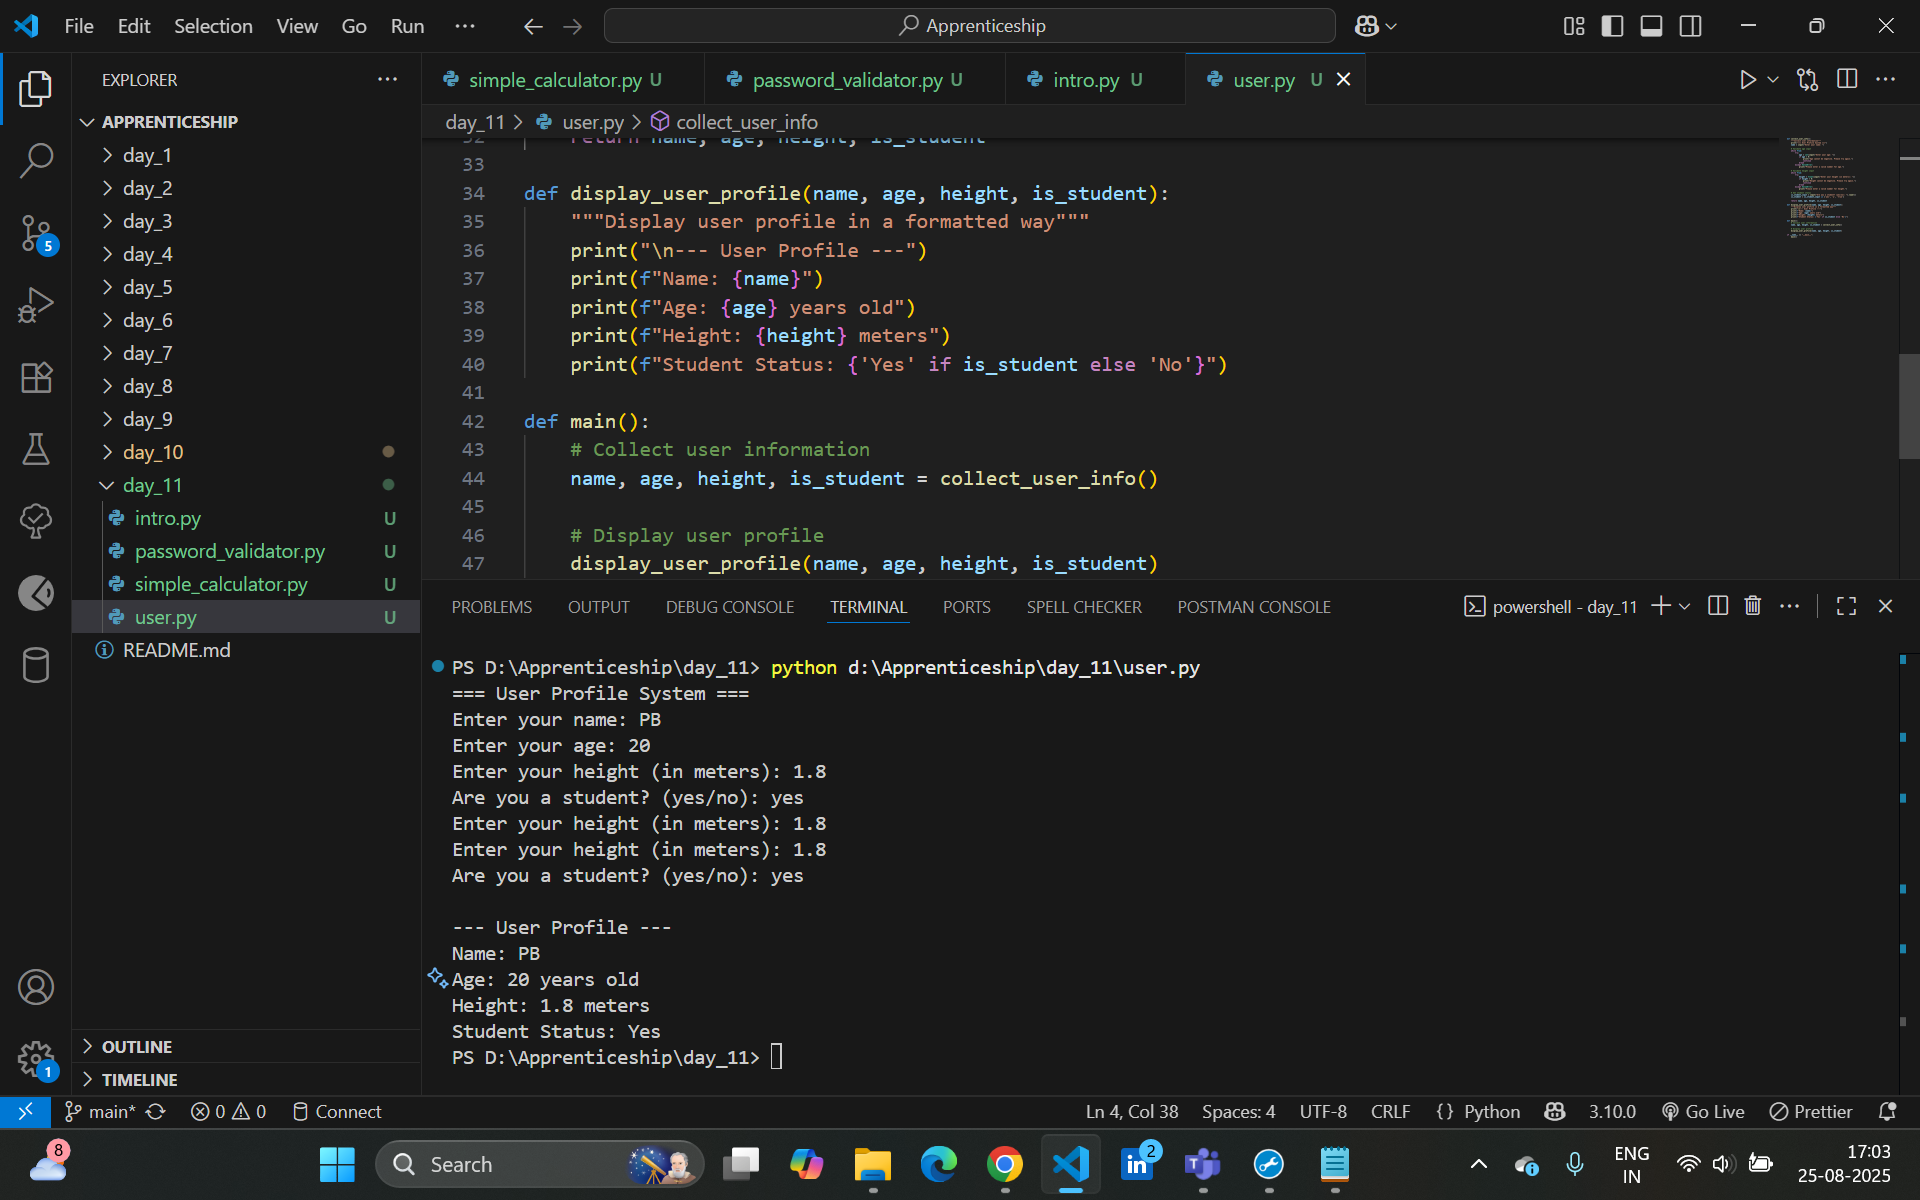 File Edit Selection View Go Run ···
Apprenticeship
EXPLORER
APPRENTICESHIP
day_1
day_2
day_3
day_4
day_5
day_6
day_7
day_8
day_9
day_10
day_11
intro.py U
password_validator.py U
simple_calculator.py U
user.py U
README.md
OUTLINE
TIMELINE
5
1
simple_calculator.py U password_validator.py U intro.py U user.py U
day_11 > user.py > collect_user_info
32 return name, age, height, is_student
33
34 def display_user_profile(name, age, height, is_student):
35 """Display user profile in a formatted way"""
36 print("\n--- User Profile ---")
37 print(f"Name: {name}")
38 print(f"Age: {age} years old")
39 print(f"Height: {height} meters")
40 print(f"Student Status: {'Yes' if is_student else 'No'}")
41
42 def main():
43 # Collect user information
44 name, age, height, is_student = collect_user_info()
45
46 # Display user profile
47 display_user_profile(name, age, height, is_student)
PROBLEMS OUTPUT DEBUG CONSOLE TERMINAL PORTS SPELL CHECKER POSTMAN CONSOLE
powershell - day_11
PS D:\Apprenticeship\day_11> python d:\Apprenticeship\day_11\user.py
=== User Profile System ===
Enter your name: PB
Enter your age: 20
Enter your height (in meters): 1.8
Are you a student? (yes/no): yes
Enter your height (in meters): 1.8
Enter your height (in meters): 1.8
Are you a student? (yes/no): yes
--- User Profile ---
Name: PB
Age: 20 years old
Height: 1.8 meters
Student Status: Yes
PS D:\Apprenticeship\day_11>
main* 0 0 Connect
Ln 4, Col 38 Spaces: 4 UTF-8 CRLF {} Python 3.10.0 Go Live Prettier
8
Search
2
ENG
IN
17:03
25-08-2025